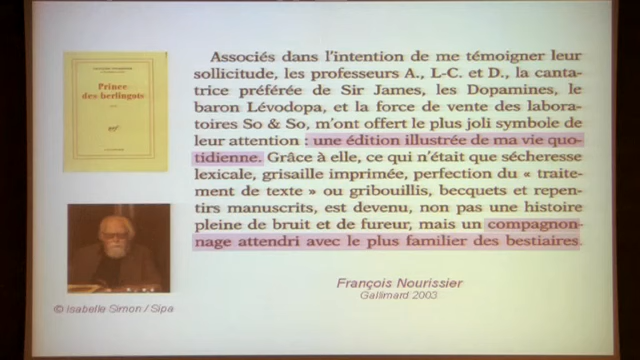 Prince
des berlingots
nrf
© Isabelle Simon / Sipa
Associés dans l'intention de me témoigner leur
sollicitude, les professeurs A., L-C. et D., la canta-
trice préférée de Sir James, les Dopamines, le
baron Lévodopa, et la force de vente des labora-
toires So & So, m'ont offert le plus joli symbole de
leur attention : une édition illustrée de ma vie quo-
tidienne. Grâce à elle, ce qui n'était que sécheresse
lexicale, grisaille imprimée, perfection du « traite-
ment de texte » ou gribouillis, becquets et repen-
tirs manuscrits, est devenu, non pas une histoire
pleine de bruit et de fureur, mais un compagnon-
nage attendri avec le plus familier des bestiaires
François Nourissier
Gallimard 2003